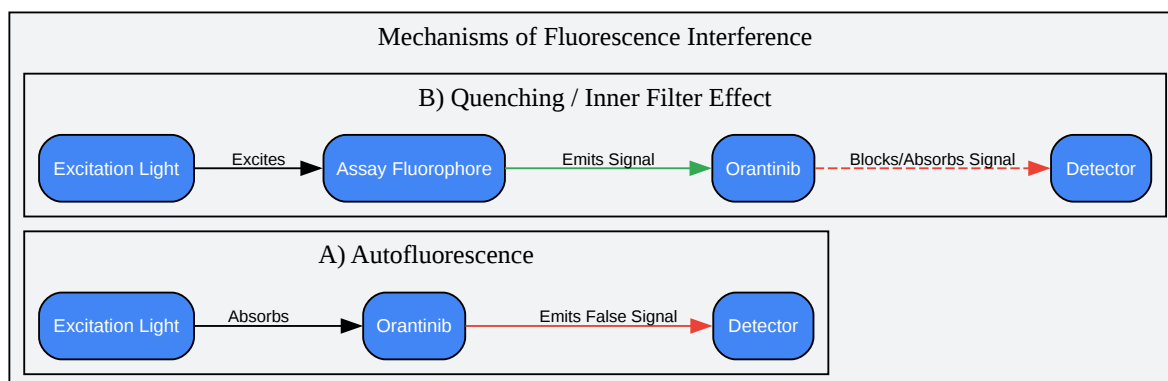 Mechanisms of Fluorescence Interference
B) Quenching / Inner Filter Effect
Excitation Light
Excites
Assay Fluorophore
Emits Signal
Orantinib
Blocks/Absorbs Signal
Detector
A) Autofluorescence
Excitation Light
Absorbs
Orantinib
Emits False Signal
Detector